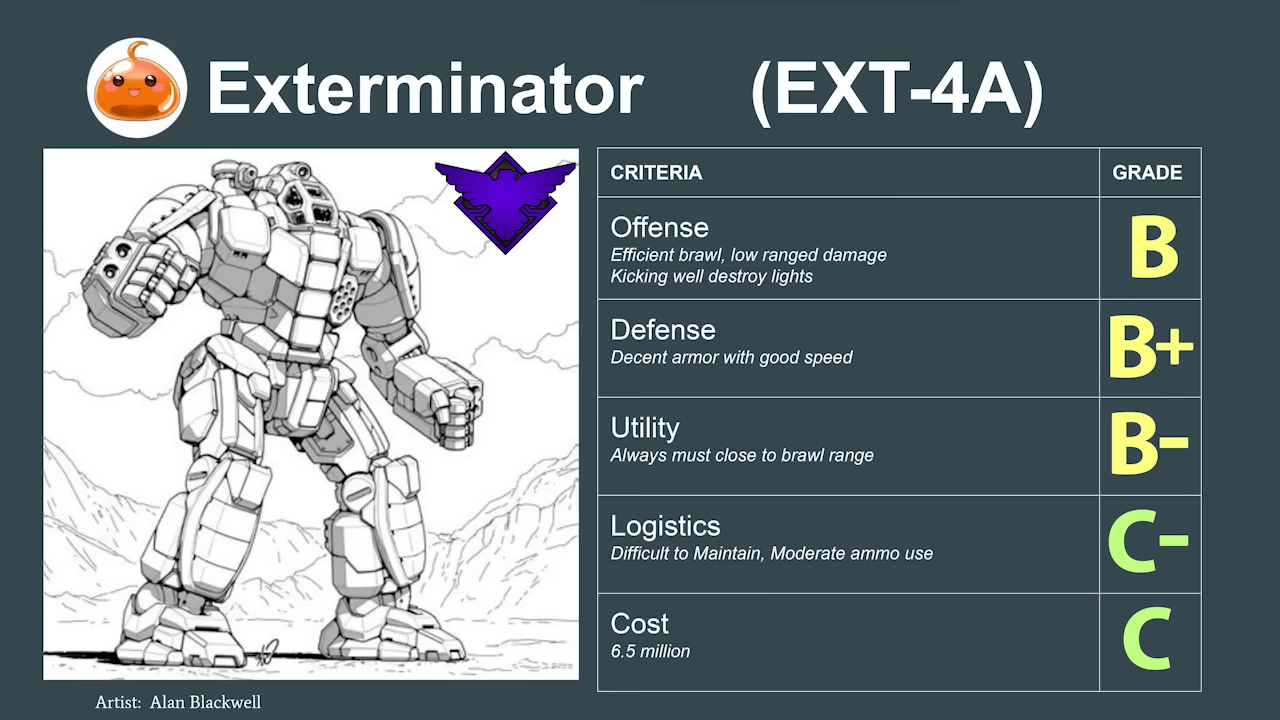 Exterminator (EXT-4A)
CRITERIA GRADE
Offense
Efficient brawl, low ranged damage
Kicking well destroy lights
B
Defense
Decent armor with good speed
B+
Utility
Always must close to brawl range
B-
Logistics
Difficult to Maintain, Moderate ammo use
C-
Cost
6.5 million
C
Artist: Alan Blackwell